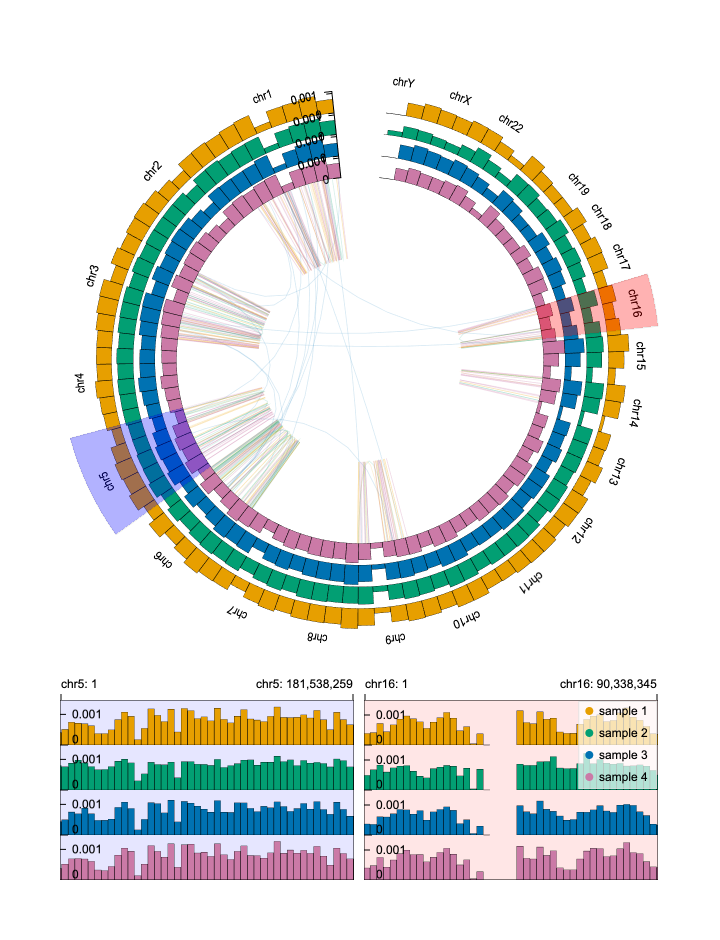 chr1
chrY
chrX
chr22
chr2
chr19
chr18
chr17
chr3
chr16
chr15
chr4
chr14
chr5
chr13
chr12
chr6
chr11
chr7
chr10
chr8
chr9
0.001
0
chr5: 1
chr5: 181,538,259
chr16: 1
chr16: 90,338,345
0.001
0
0.001
0
sample 1
sample 2
0.001
0
0.001
0
sample 3
sample 4
0.001
0
0.001
0
0.001
0
0.001
0